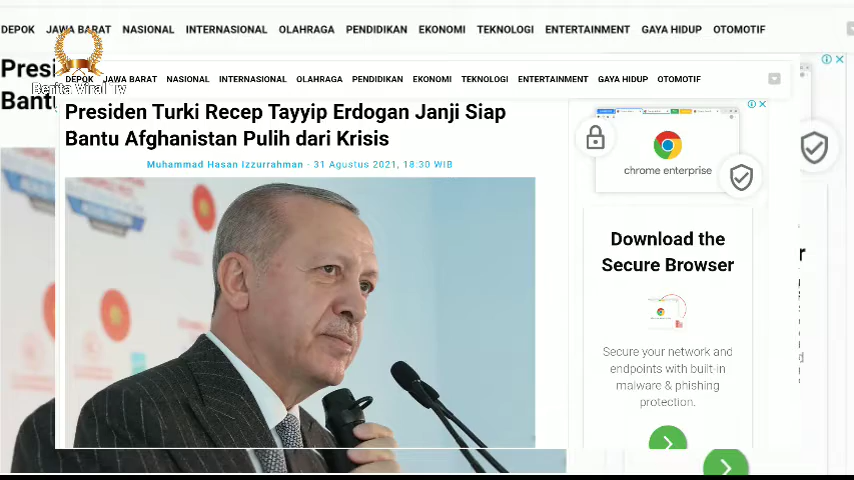 DEPOK JAWA BARAT NASIONAL INTERNASIONAL OLAHRAGA PENDIDIKAN EKONOMI TEKNOLOGI ENTERTAINMENT GAYA HIDUP OTOMOTIF
Presi
Bantu
Berita Viral Tv
DEPOK JAWA BARAT NASIONAL INTERNASIONAL OLAHRAGA PENDIDIKAN EKONOMI TEKNOLOGI ENTERTAINMENT GAYA HIDUP OTOMOTIF
Presiden Turki Recep Tayyip Erdogan Janji Siap
Bantu Afghanistan Pulih dari Krisis
Muhammad Hasan Izzurrahman - 31 Agustus 2021, 18:30 WIB
chrome enterprise
Download the
Secure Browser
Secure your network and
endpoints with built-in
malware & phishing
protection.